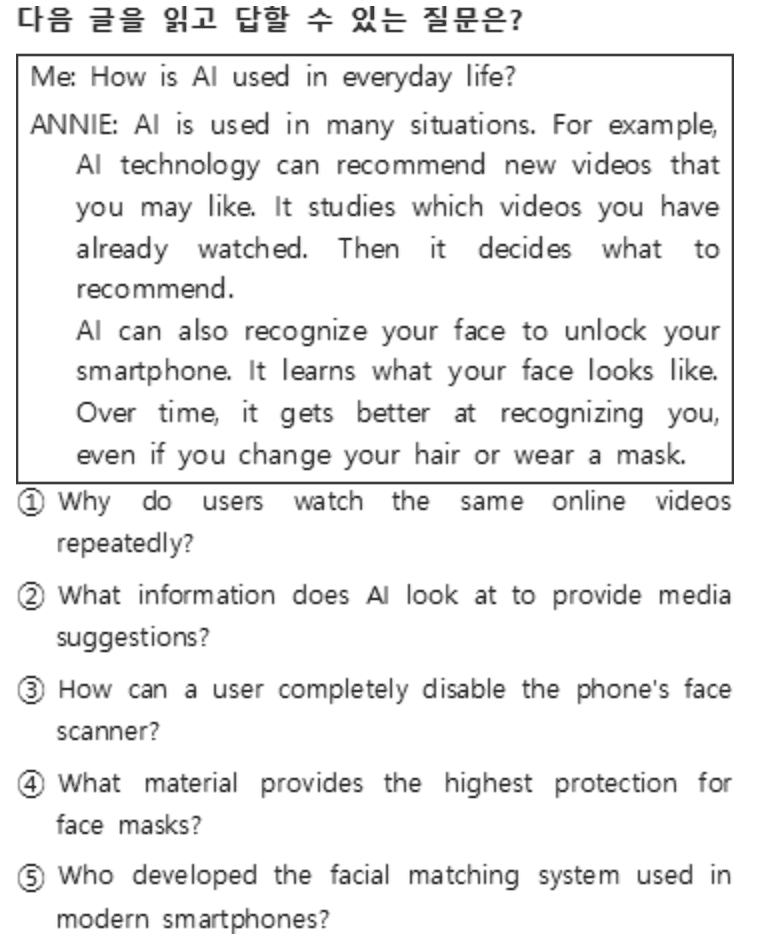 다음 글을 읽고 답할 수 있는 질문은?
Me: How is AI used in everyday life?
ANNIE: AI is used in many situations. For example,
AI technology can recommend new videos that
you may like. It studies which videos you have
already watched. Then it decides what to
recommend.
AI can also recognize your face to unlock your
smartphone. It learns what your face looks like.
Over time, it gets better at recognizing you,
even if you change your hair or wear a mask.
① Why do users watch the same online videos
repeatedly?
② What information does AI look at to provide media
suggestions?
③ How can a user completely disable the phone's face
scanner?
④ What material provides the highest protection for
face masks?
⑤ Who developed the facial matching system used in
modern smartphones?